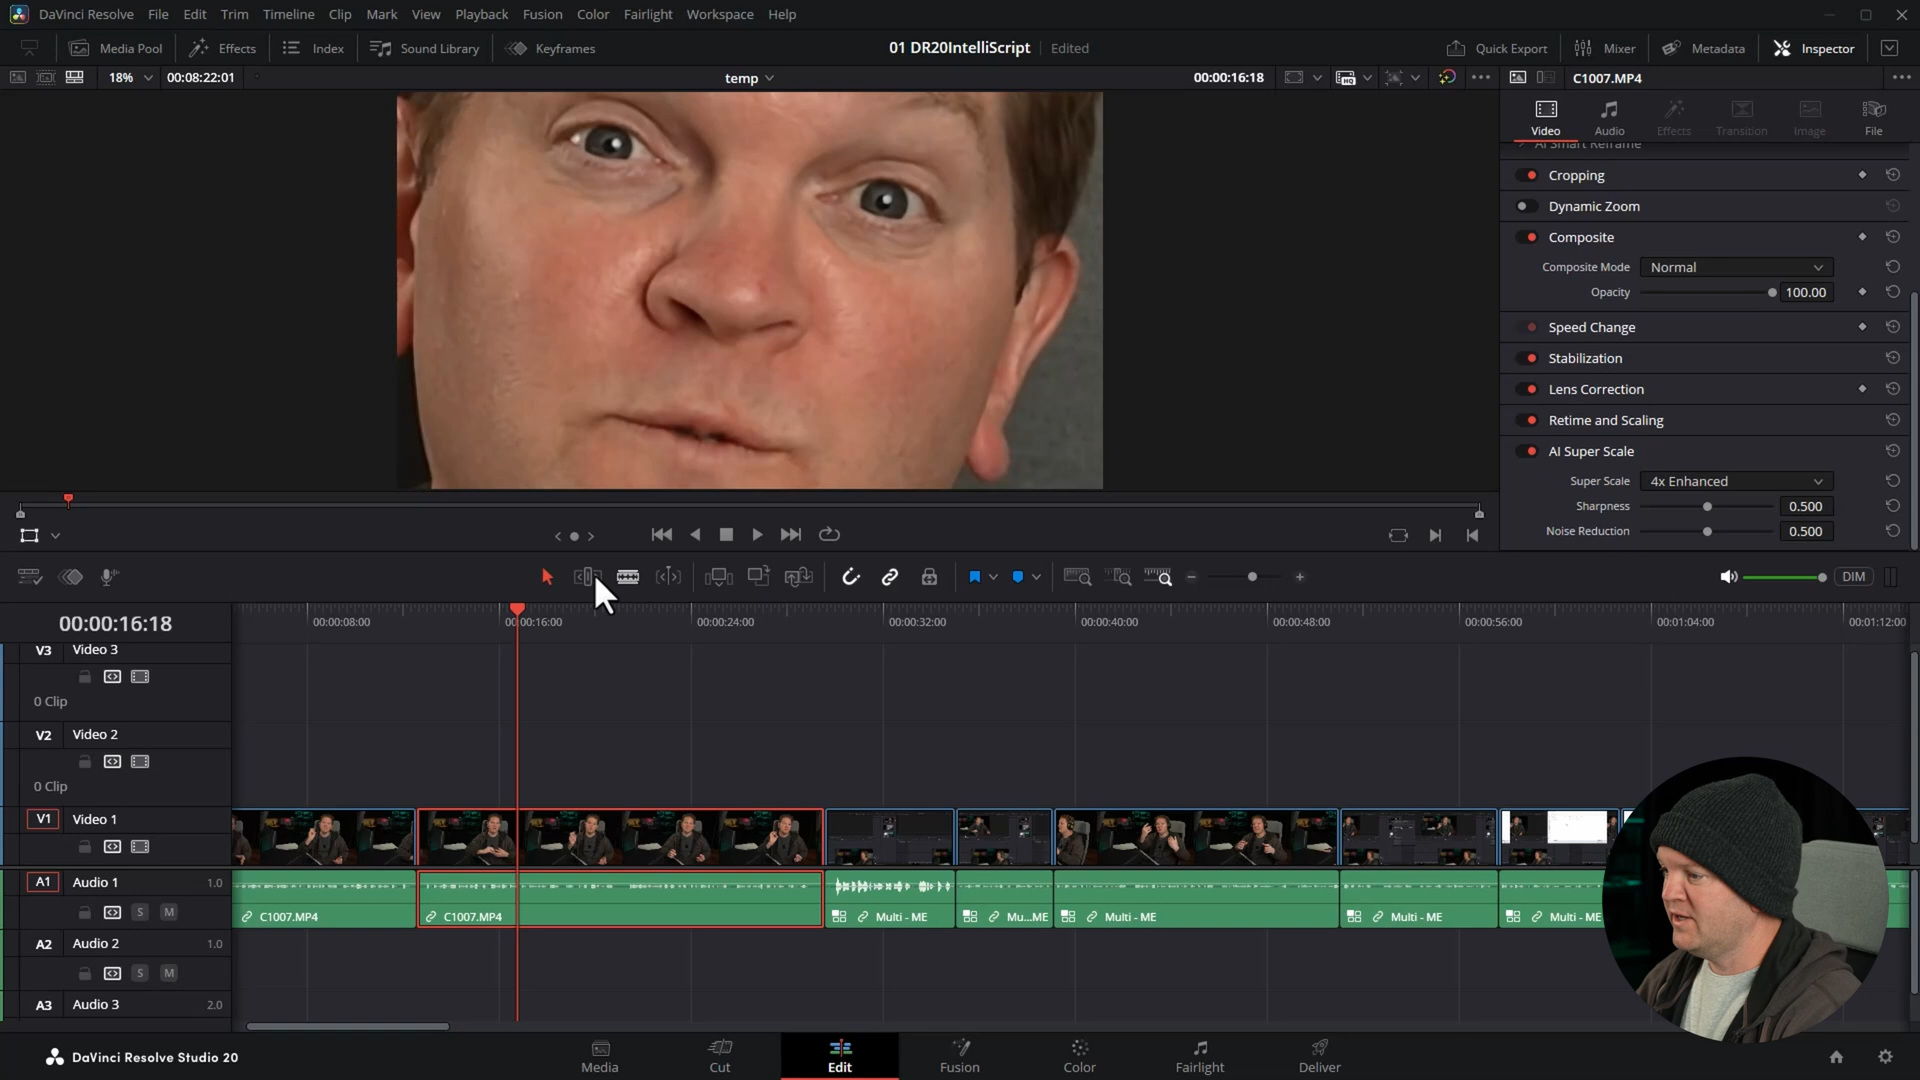 DaVinci Resolve File Edit Trim Timeline Clip Mark View Playback Fusion Color Fairlight Workspace Help
Media Pool Effects Index Sound Library Keyframes 01 DR20IntelliScript Edited Quick Export Mixer Metadata Inspector
18% 00:08:22:01 temp 00:00:16:18 C1007.MP4
Video Audio Effects Transition Image File
AI Smart Reframe
Cropping
Dynamic Zoom
Composite
Composite Mode Normal
Opacity 100.00
Speed Change
Stabilization
Lens Correction
Retime and Scaling
AI Super Scale
Super Scale 4x Enhanced
Sharpness 0.500
Noise Reduction 0.500
DIM
00:00:16:18 00:00:08:00 00:00:16:00 00:00:24:00 00:00:32:00 00:00:40:00 00:00:48:00 00:00:56:00 00:01:04:00 00:01:12:00
V3 Video 3
0 Clip
V2 Video 2
0 Clip
V1 Video 1
A1 Audio 1 1.0
S M C1007.MP4 C1007.MP4 Multi - ME Mu...ME Multi - ME Multi - ME Multi - ME
A2 Audio 2 1.0
S M
A3 Audio 3 2.0
DaVinci Resolve Studio 20 Media Cut Edit Fusion Color Fairlight Deliver